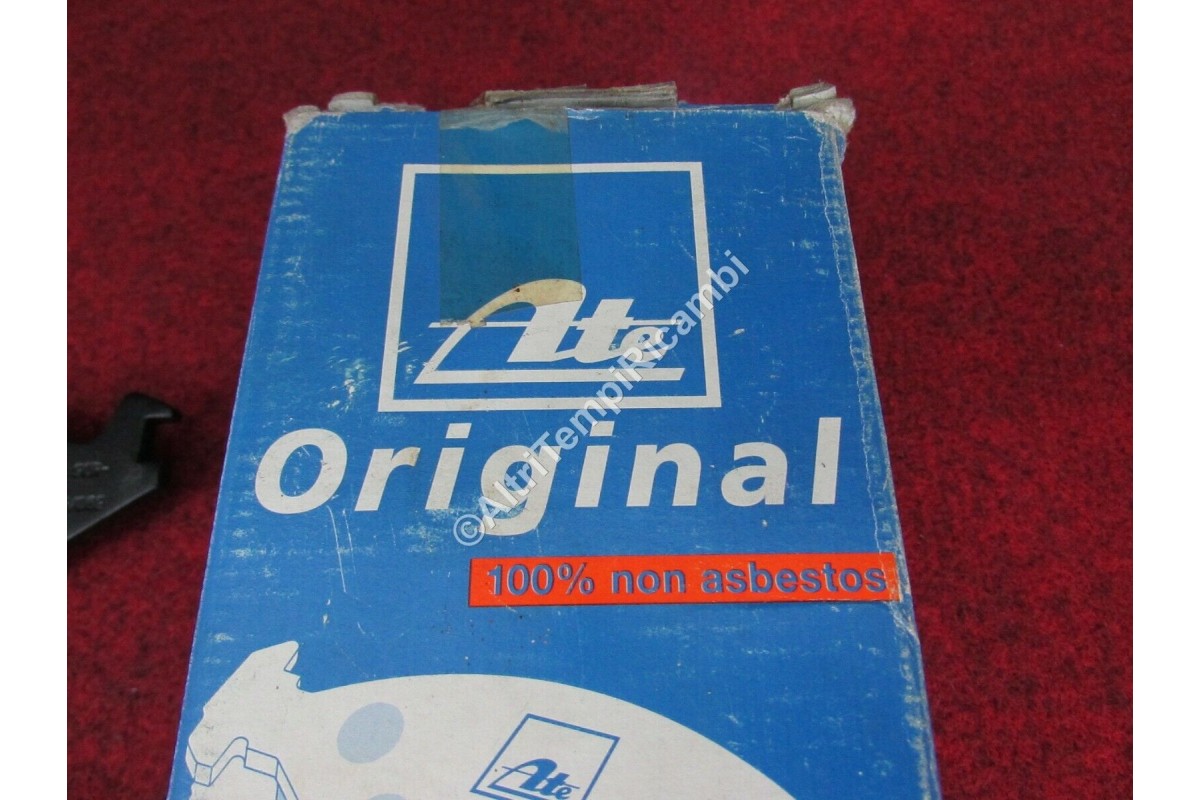 Ate
Original
©AltriTempiRicambi
100% non asbestos
Ate